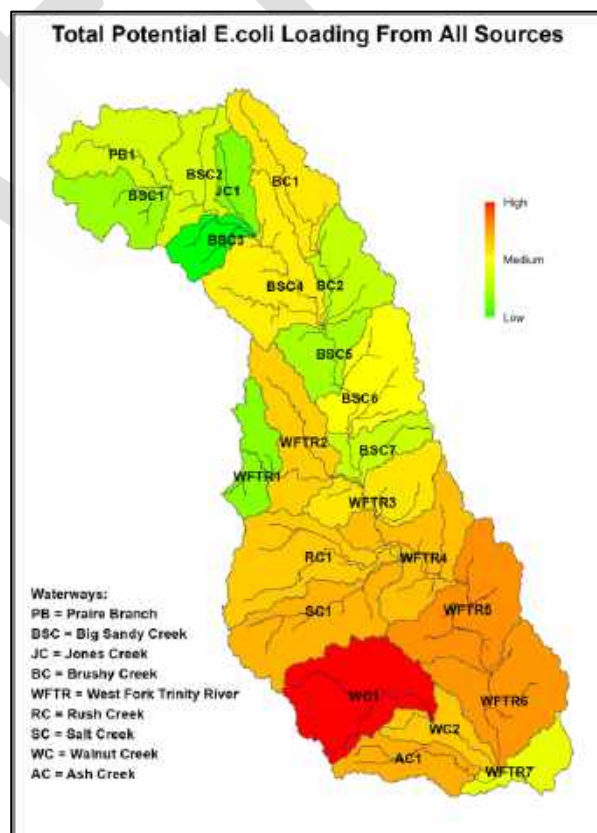 Total Potential E.coli Loading From All Sources
PB1
BSC2
BC1
BSC1
JC1
High
BSC3
Medium
BSC4
BC2
Low
BSC5
BSC6
WFTR2
BSC7
WFTR1
WFTR3
RC1
WFTR4
Waterways:
SC1
WFTR5
PB = Praire Branch
BSC = Big Sandy Creek
JC = Jones Creek
BC = Brushy Creek
WFTR = West Fork Trinity River
RC = Rush Creek
SC = Salt Creek
WC = Walnut Creek
AC = Ash Creek
WC1
WFTR6
WC2
AC1
WFTR7